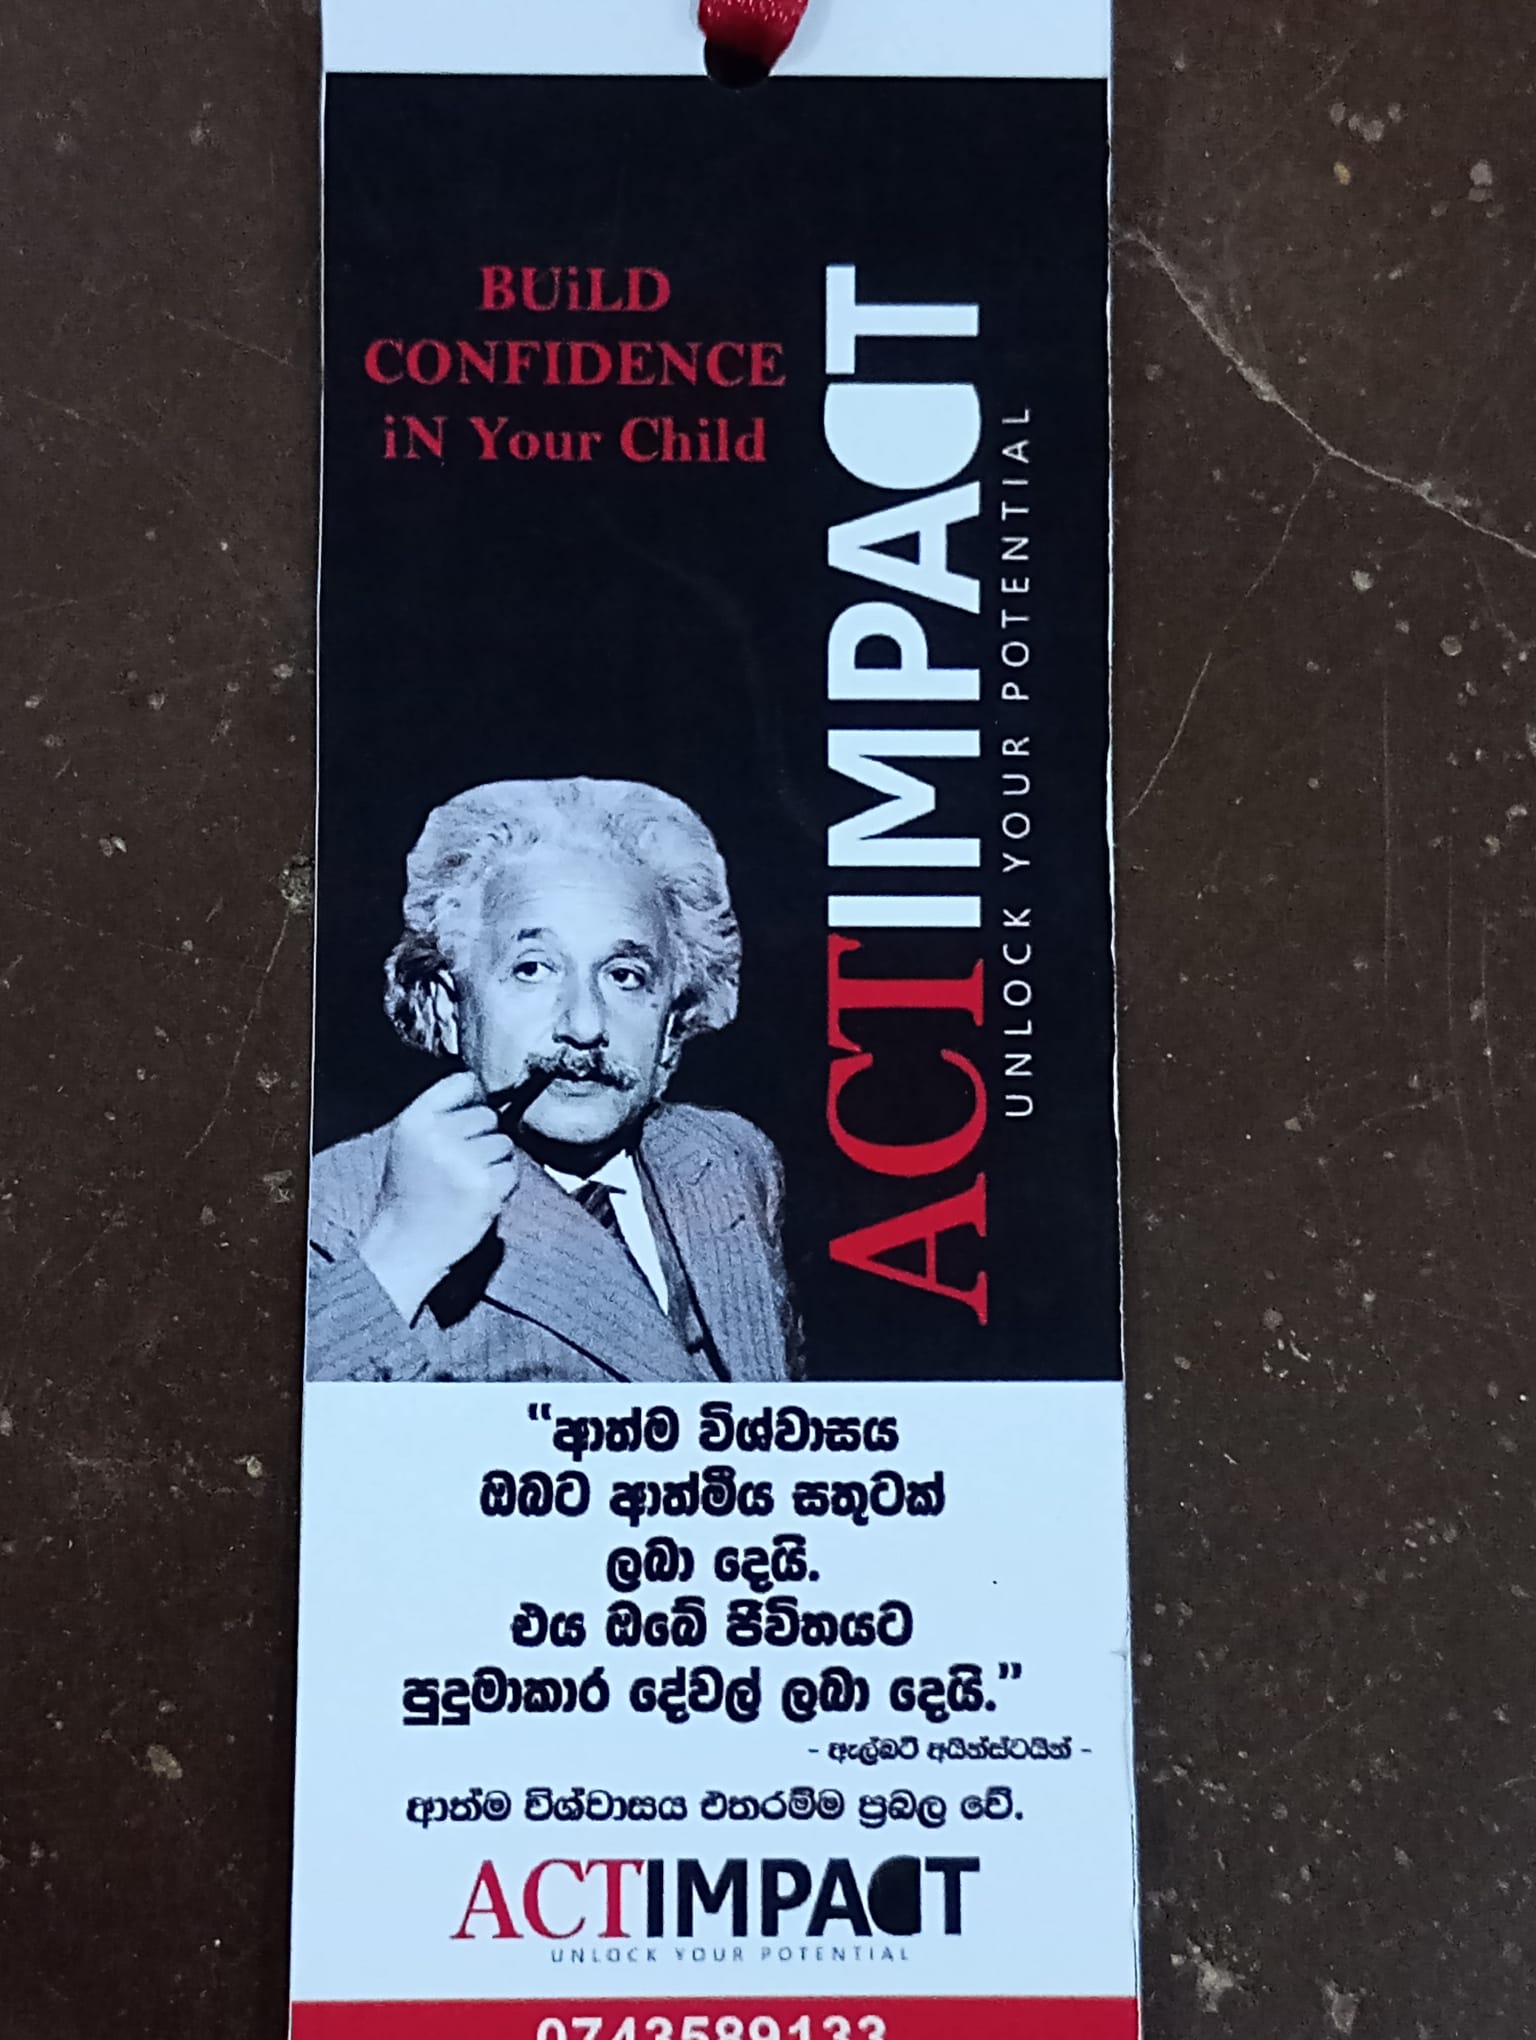 BUiLD
CONFIDENCE
iN Your Child
ACTIMPACT
UNLOCK YOUR POTENTIAL
“ආත්ම විශ්වාසය
ඔබට ආත්මීය සතුටක්
ලබා දෙයි.
එය ඔබේ ජීවිතයට
පුදුමාකාර දේවල් ලබා දෙයි.”
- ඇල්බට් අයින්ස්ටයින් -
ආත්ම විශ්වාසය එතරම්ම ප්‍රබල වේ.
ACTIMPACT
UNLOCK YOUR POTENTIAL
0743589133